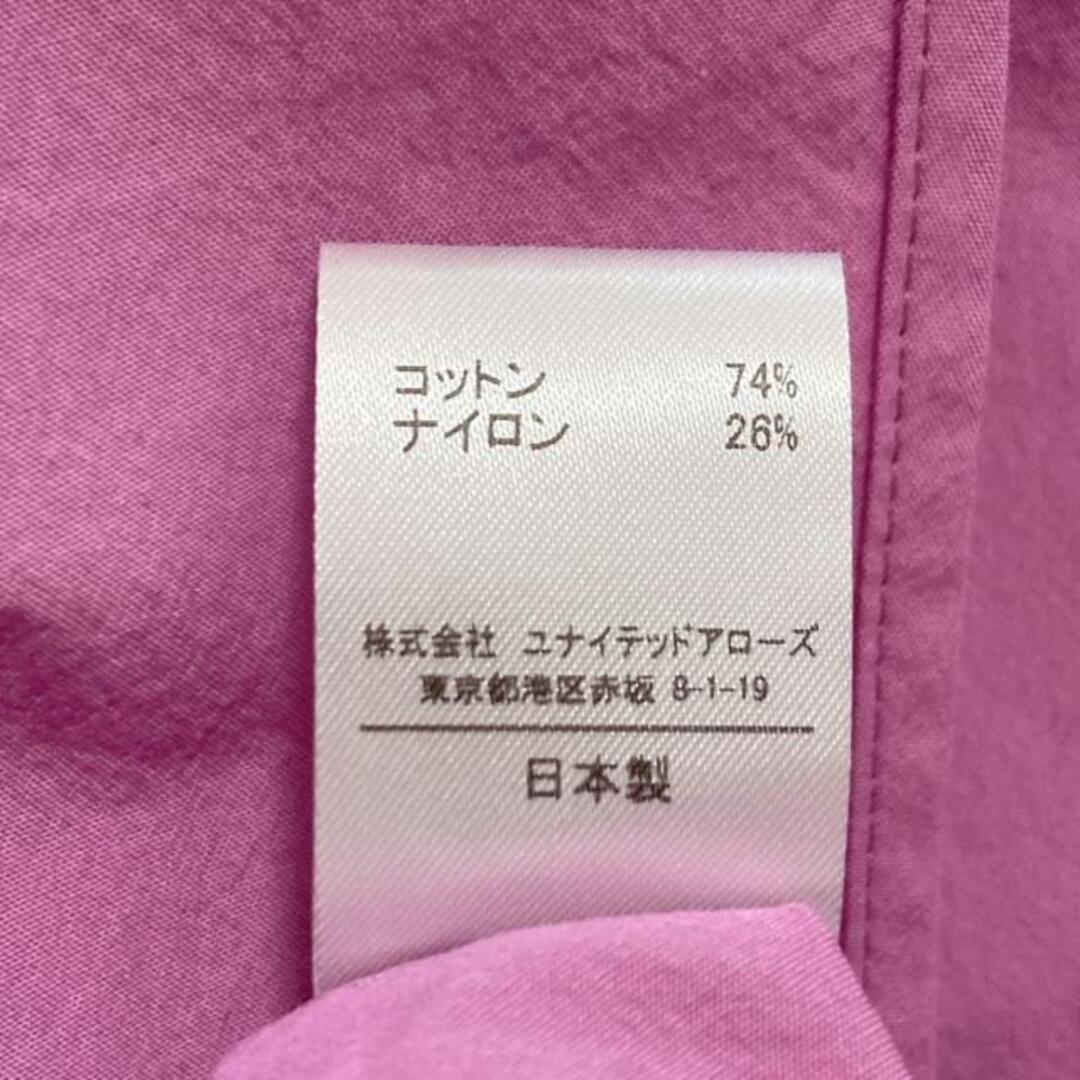 コットン 74%
ナイロン 26%
株式会社 ユナイテッドアローズ
東京都港区赤坂 8-1-19
日本製